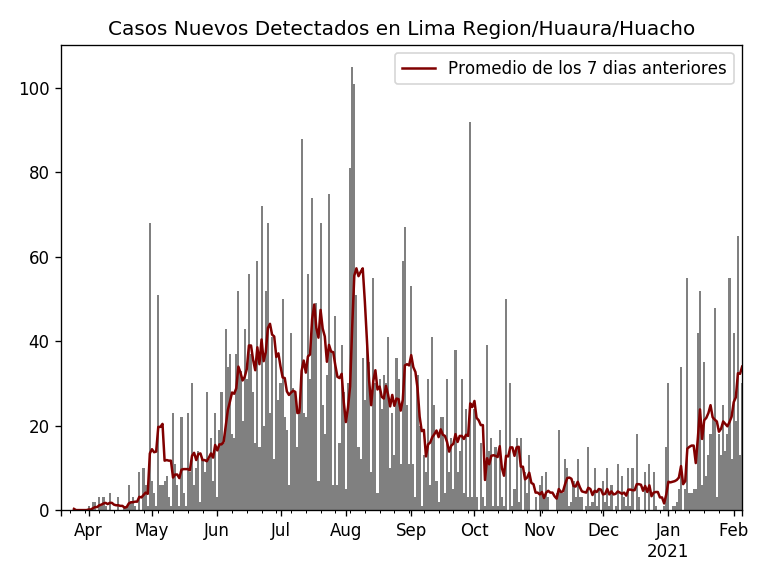 Casos Nuevos Detectados en Lima Region/Huaura/Huacho
Promedio de los 7 dias anteriores
100
80
60
40
20
0
Apr May Jun Jul Aug Sep Oct Nov Dec Jan Feb
2021